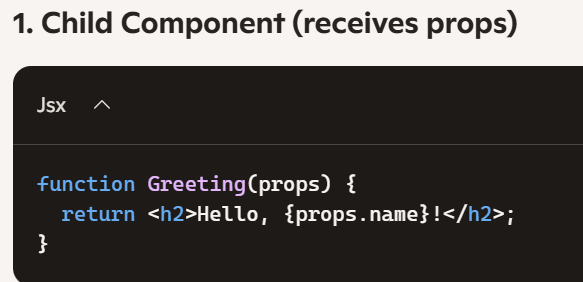 1. Child Component (receives props)
Jsx
function Greeting(props) {
  return <h2>Hello, {props.name}!</h2>;
}